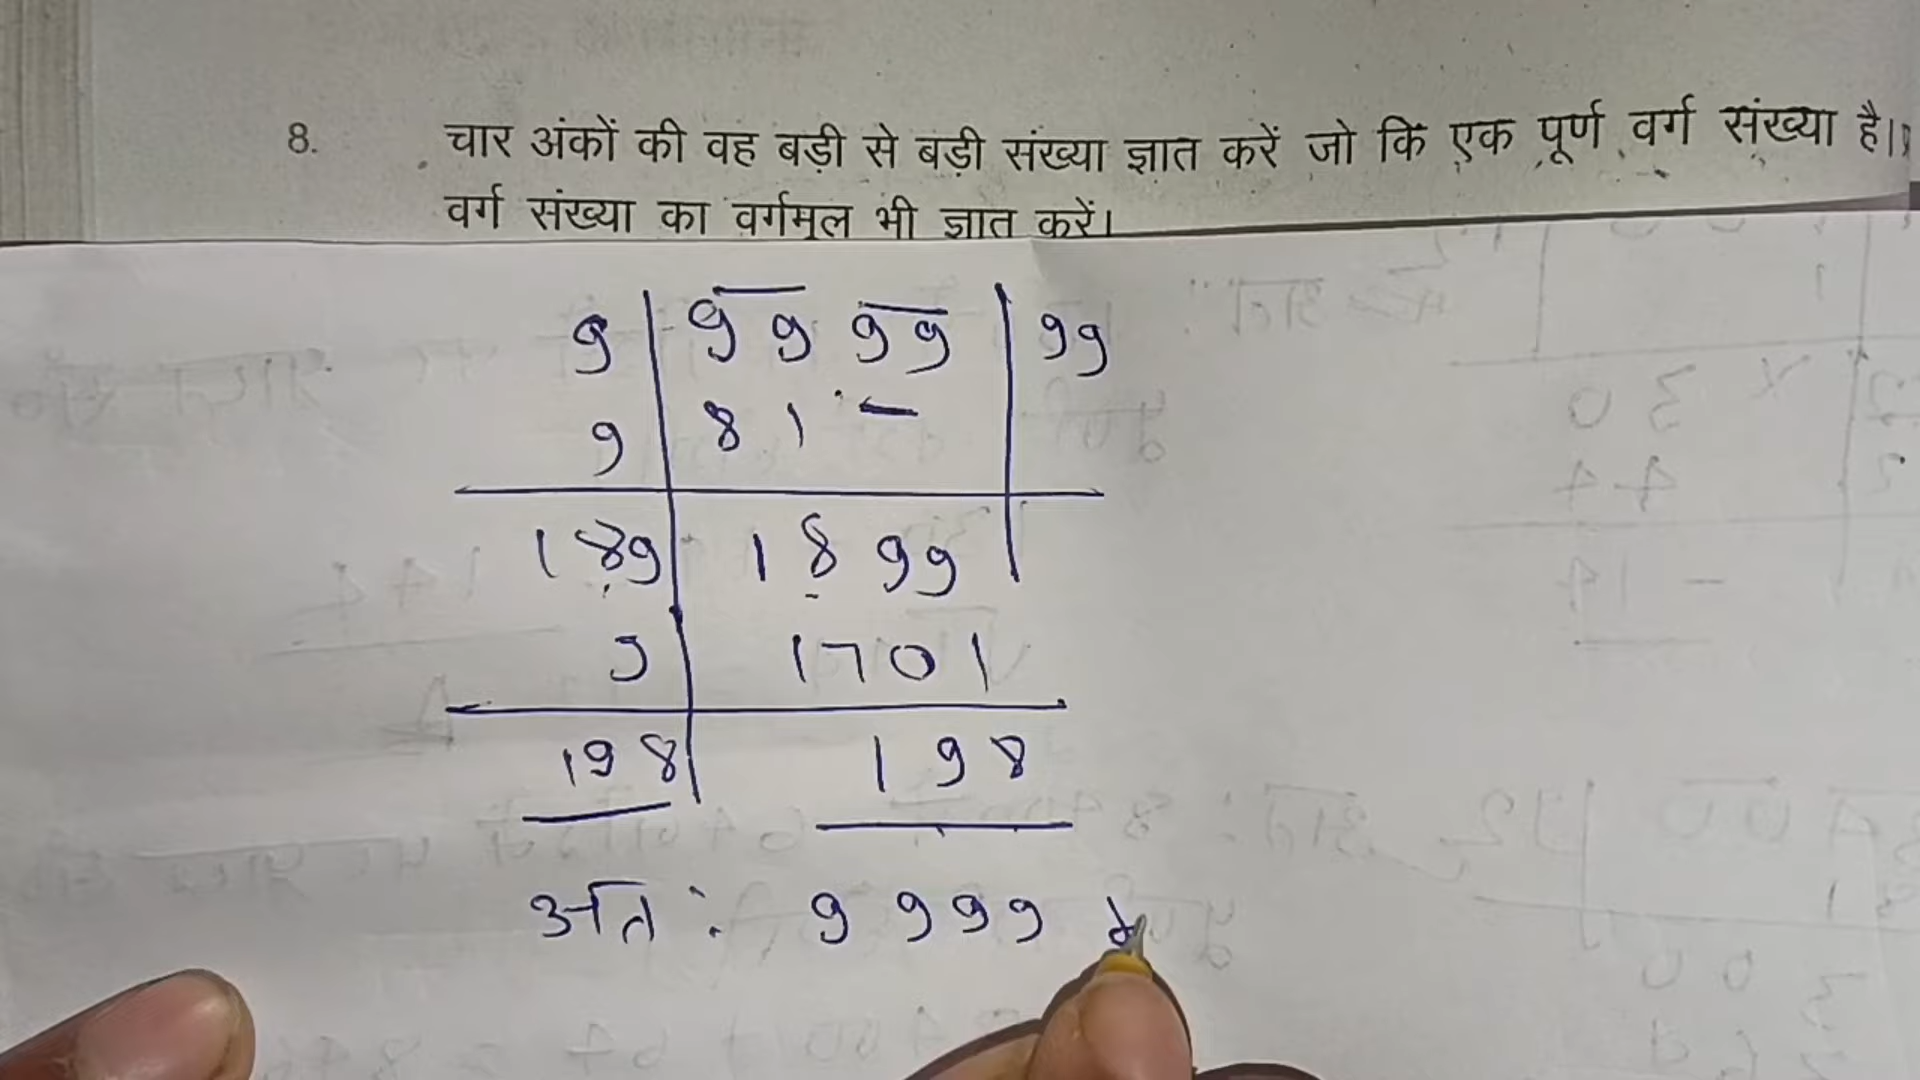 8. चार अंकों की वह बड़ी से बड़ी संख्या ज्ञात करें जो कि एक पूर्ण वर्ग संख्या है।
वर्ग संख्या का वर्गमूल भी ज्ञात करें।
9 99 99 99
9 81
189 1899
9 1701
198 198
अत: 9999